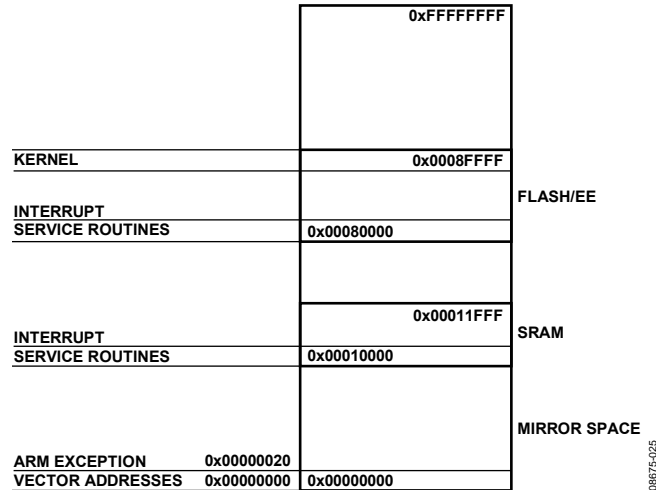 0xFFFFFFFF
KERNEL 0x0008FFFF
FLASH/EE
INTERRUPT
SERVICE ROUTINES 0x00080000
0x00011FFF
SRAM
INTERRUPT
SERVICE ROUTINES 0x00010000
MIRROR SPACE
ARM EXCEPTION 0x00000020
VECTOR ADDRESSES 0x00000000 0x00000000
08675-025